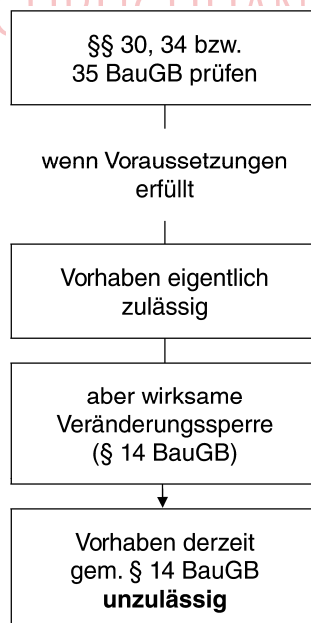 §§ 30, 34 bzw.
35 BauGB prüfen
wenn Voraussetzungen
erfüllt
Vorhaben eigentlich
zulässig
aber wirksame
Veränderungssperre
(§ 14 BauGB)
Vorhaben derzeit
gem. § 14 BauGB
unzulässig